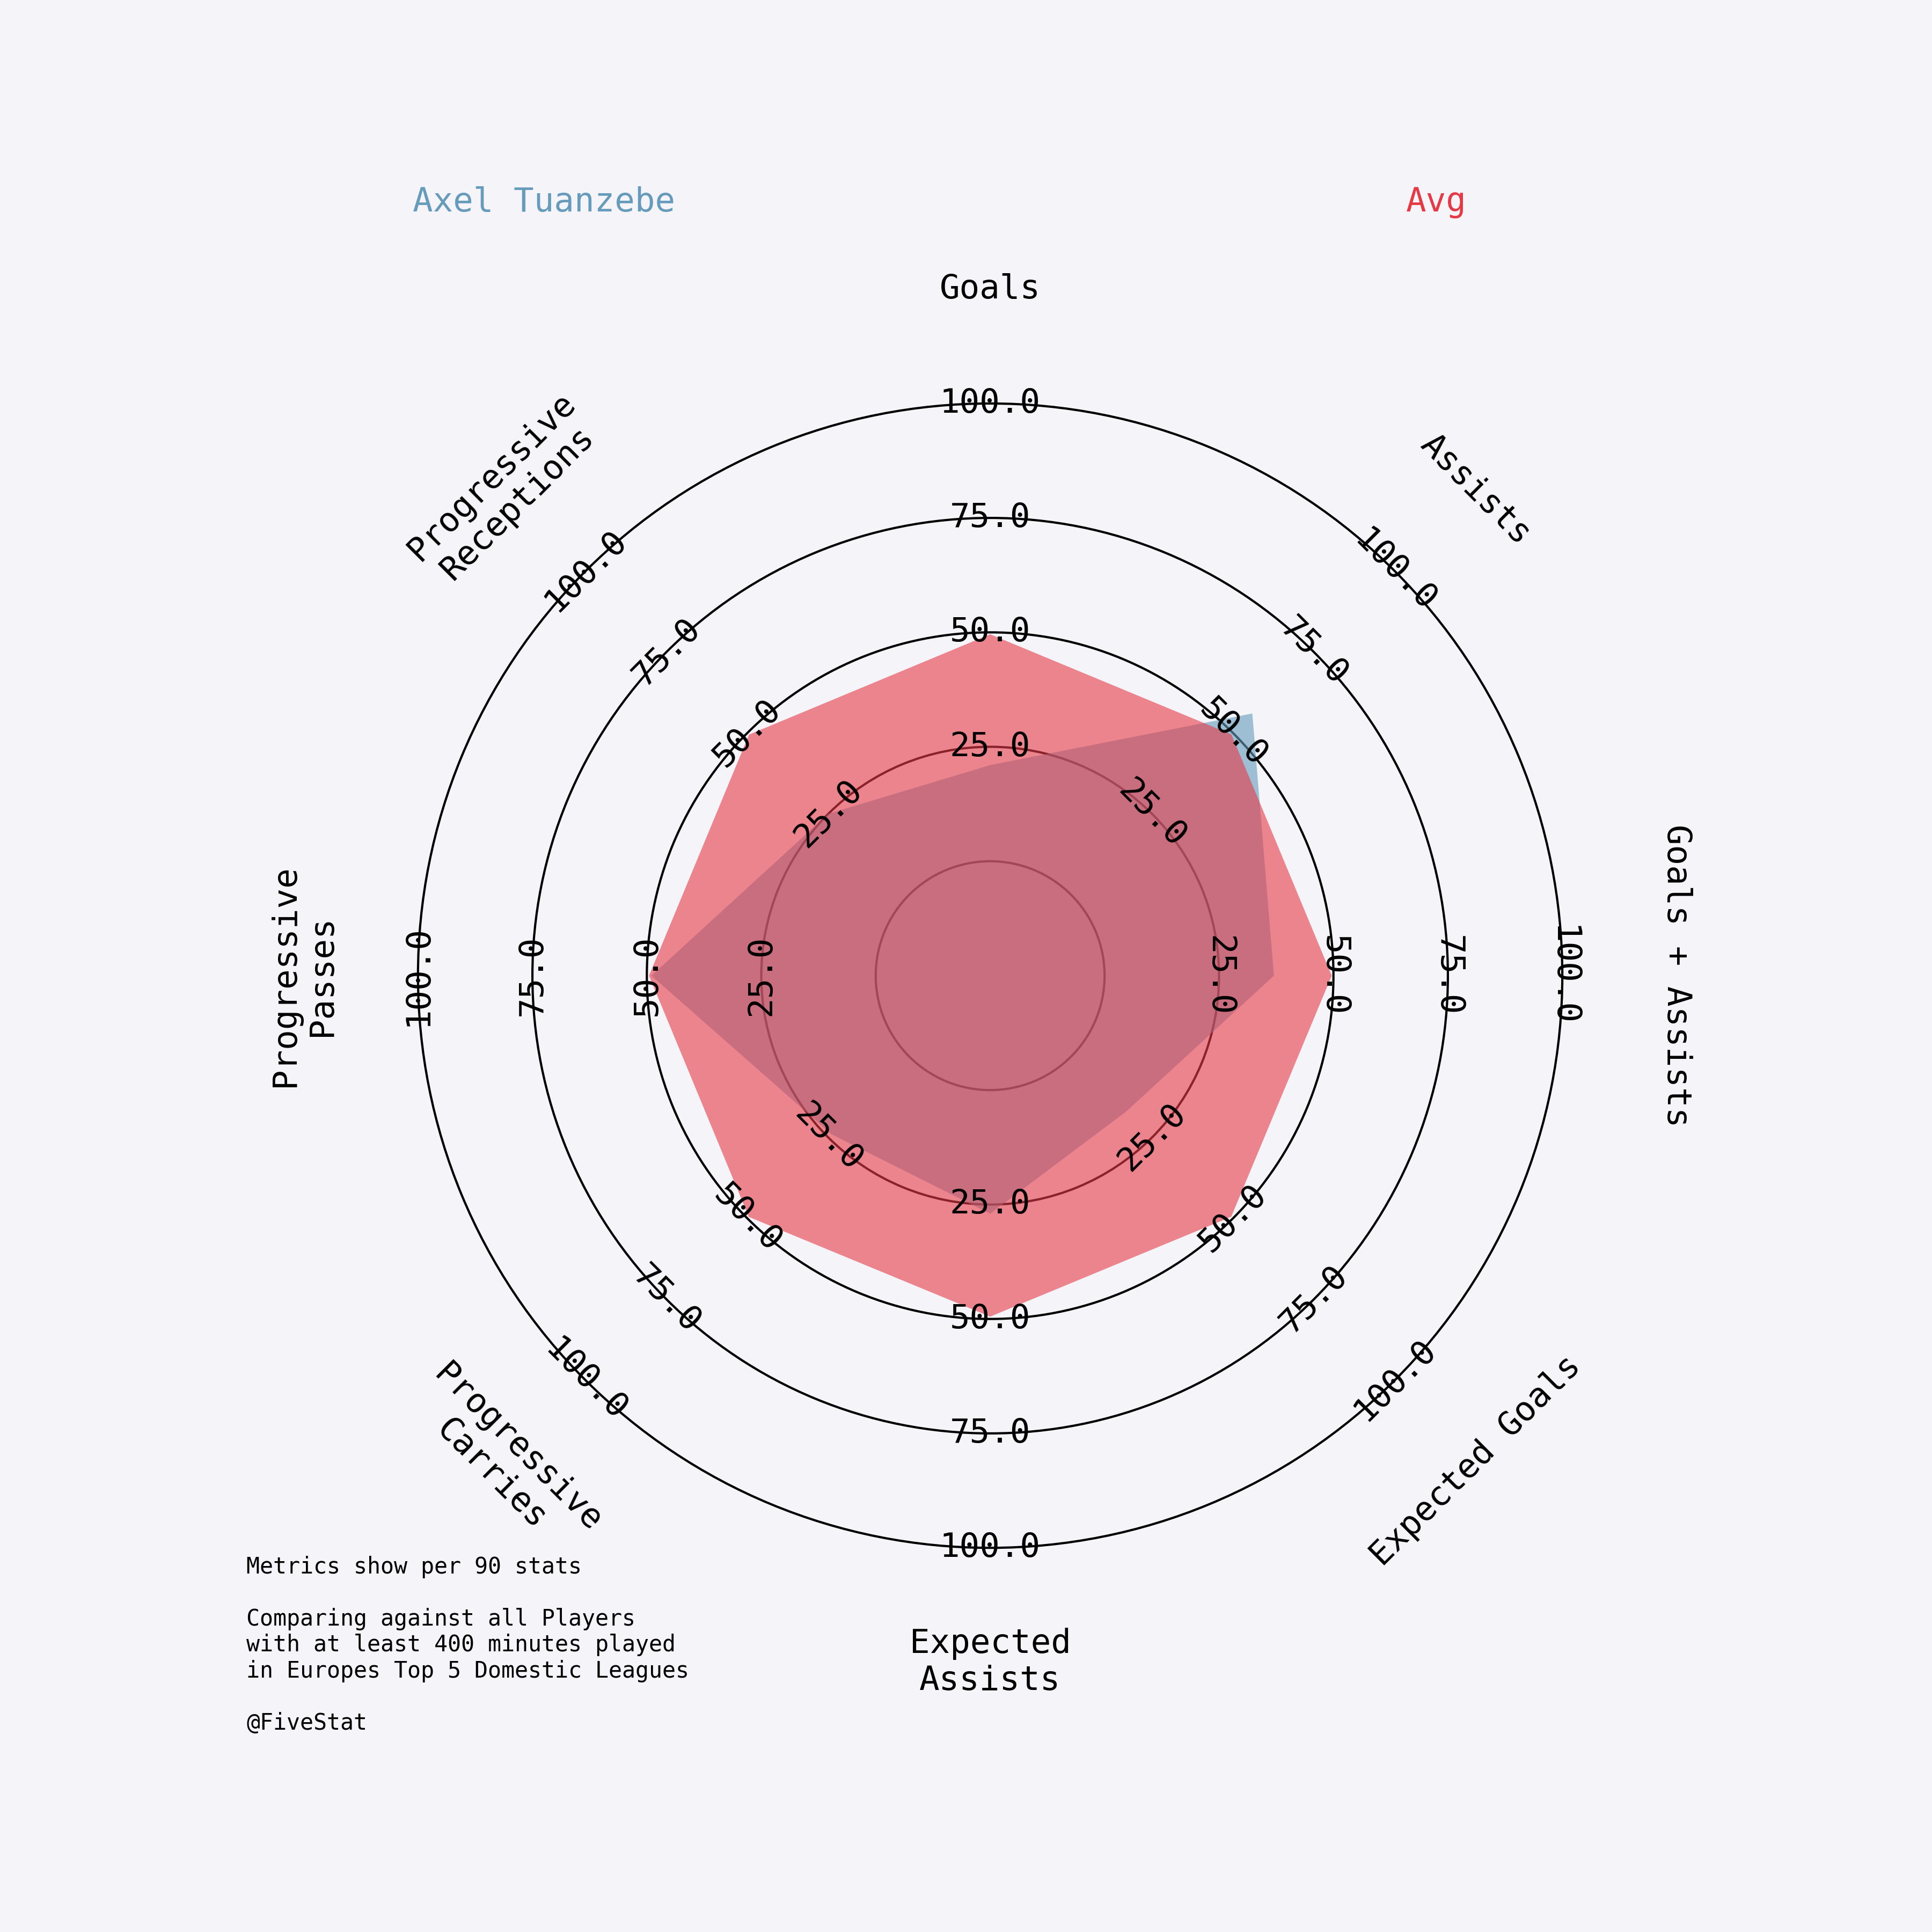 Axel Tuanzebe
Avg
Goals
Assists
Goals + Assists
Expected Goals
Expected
Assists
Progressive
Carries
Progressive
Passes
Progressive
Receptions
25.0
50.0
75.0
100.0
25.0
50.0
75.0
100.0
25.0
50.0
75.0
100.0
25.0
50.0
75.0
100.0
25.0
50.0
75.0
100.0
25.0
50.0
75.0
100.0
25.0
50.0
75.0
100.0
25.0
50.0
75.0
100.0
Metrics show per 90 stats
Comparing against all Players
with at least 400 minutes played
in Europes Top 5 Domestic Leagues
@FiveStat